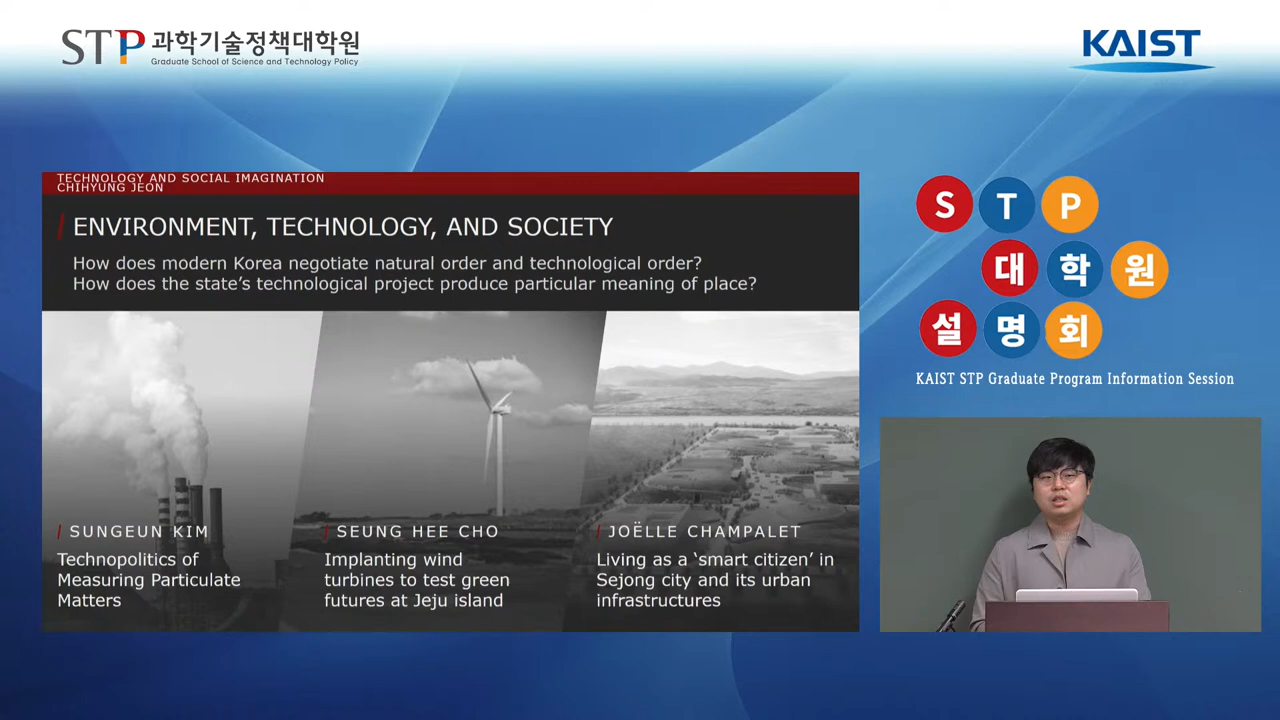 STP 과학기술정책대학원
Graduate School of Science and Technology Policy
KAIST
TECHNOLOGY AND SOCIAL IMAGINATION
CHIHYUNG JEON
ENVIRONMENT, TECHNOLOGY, AND SOCIETY
How does modern Korea negotiate natural order and technological order?
How does the state's technological project produce particular meaning of place?
SUNGEUN KIM
Technopolitics of
Measuring Particulate
Matters
SEUNG HEE CHO
Implanting wind
turbines to test green
futures at Jeju island
JOËLLE CHAMPALET
Living as a ‘smart citizen’ in
Sejong city and its urban
infrastructures
STP
대학원
설명회
KAIST STP Graduate Program Information Session